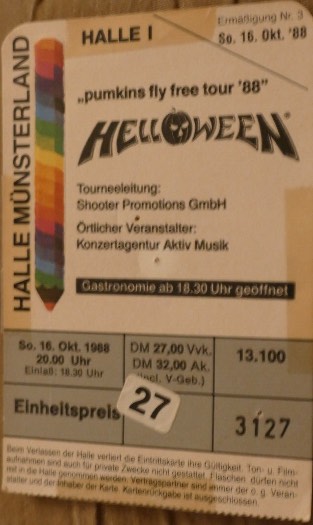 Ermäßigung Nr. 3
HALLE I
So. 16. Okt. '88
HALLE MÜNSTERLAND
„pumkins fly free tour '88"
HELLOWEEN
Tourneeleitung:
Shooter Promotions GmbH
Örtlicher Veranstalter:
Konzertagentur Aktiv Musik
Gastronomie ab 18.30 Uhr geöffnet
So. 16. Okt. 1988
20.00 Uhr
Einlaß: 18.30 Uhr
DM 27,00 Vvk.
DM 32,00 Ak.
(incl. V-Geb.)
13.100
Einheitspreis
27
3127
Beim Verlassen der Halle verliert die Eintrittskarte ihre Gültigkeit. Ton- u. Film-
aufnahmen sind auch für private Zwecke nicht gestattet. Flaschen dürfen nicht
mit in die Halle genommen werden. Vertragspartner sind immer der o. g. Veran-
stalter und der Inhaber der Karte. Kartenrückgabe ist ausgeschlossen.